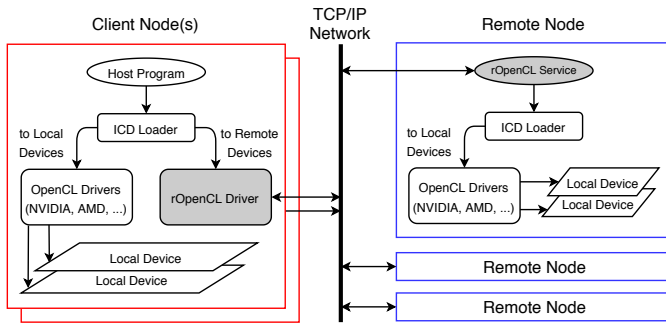 Client Node(s)
TCP/IP
Network
Remote Node
Host Program
ICD Loader
to Local
Devices
to Remote
Devices
OpenCL Drivers
(NVIDIA, AMD, ...)
rOpenCL Driver
Local Device
Local Device
rOpenCL Service
ICD Loader
to Local
Devices
OpenCL Drivers
(NVIDIA, AMD, ...)
Local Device
Local Device
Remote Node
Remote Node